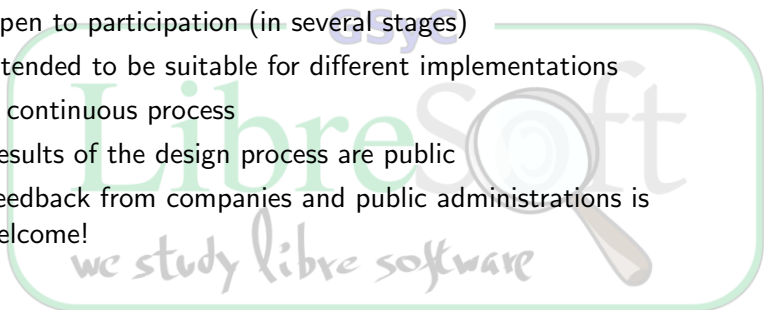 pen to participation (in several stages)
GSyC
tended to be suitable for different implementations
continuous process
esults of the design process are public
eedback from companies and public administrations is
elcome!
LibreSoft
we study libre software